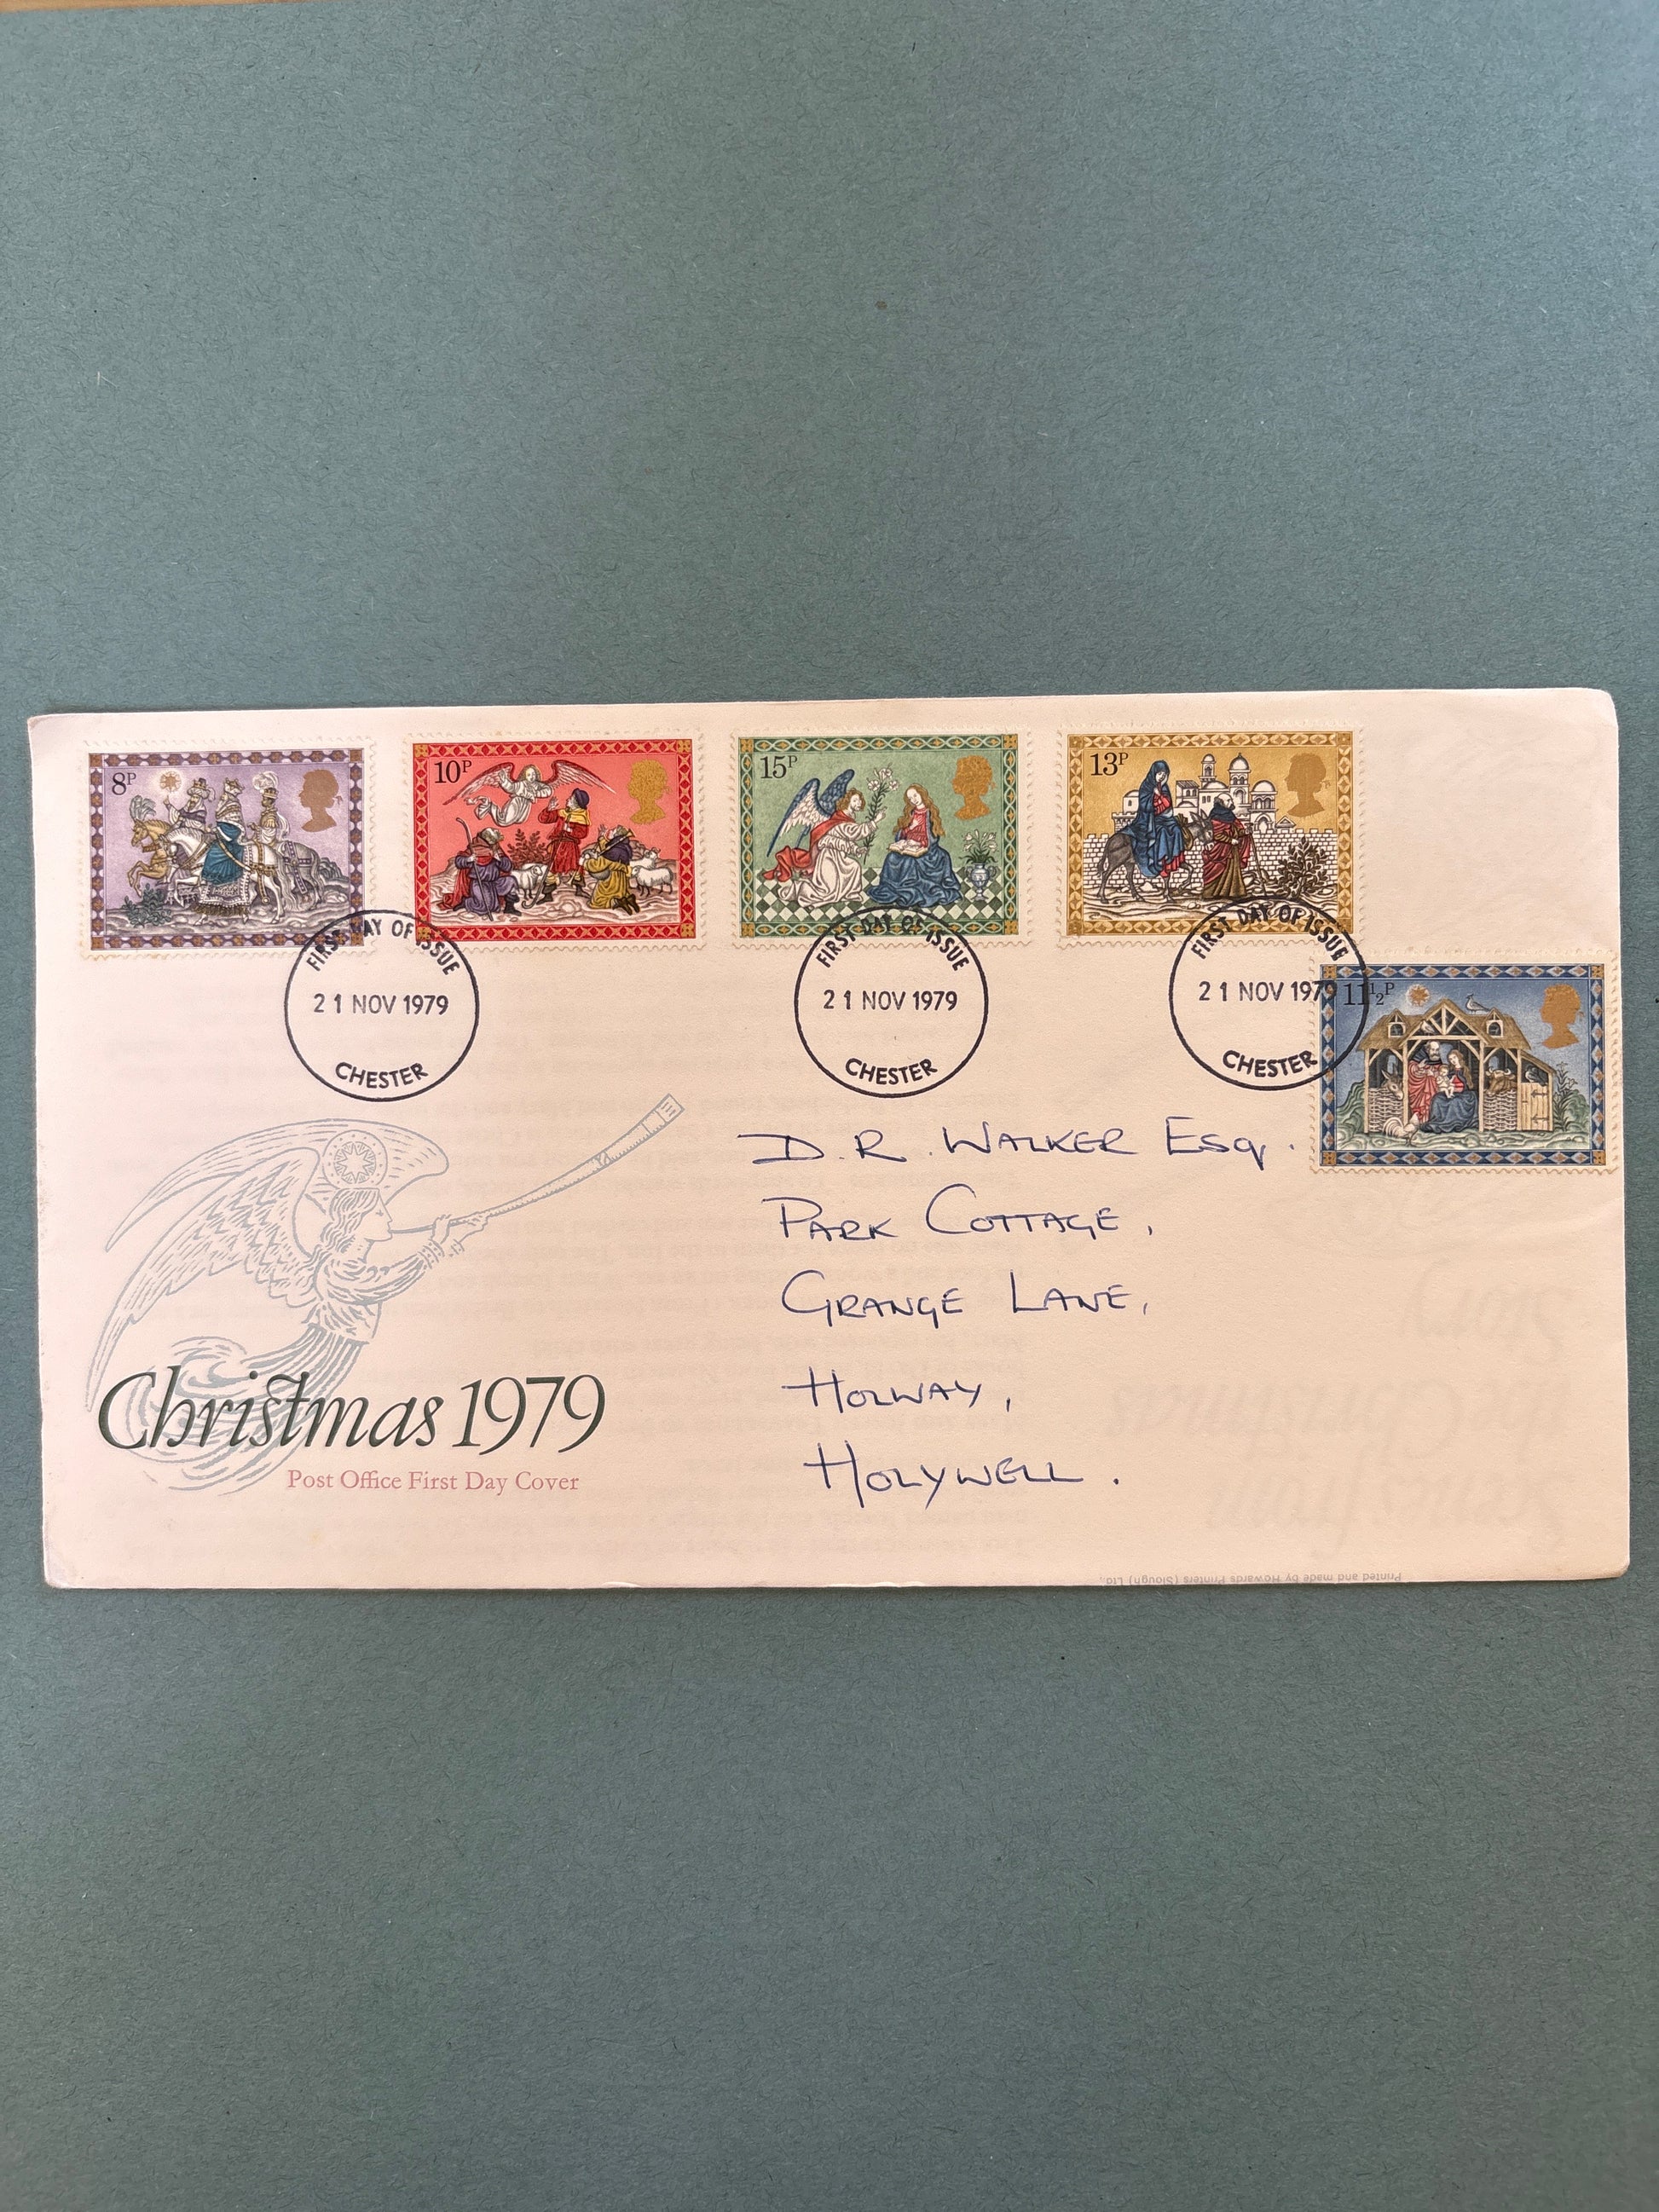 8P
10P
15P
13P
11½P
FIRST DAY OF ISSUE
21 NOV 1979
CHESTER
FIRST DAY OF ISSUE
21 NOV 1979
CHESTER
FIRST DAY OF ISSUE
21 NOV 1979
CHESTER
D. R. WALKER Esq.
PARK COTTAGE,
GRANGE LANE,
HOLWAY,
HOLYWELL.
Christmas 1979
Post Office First Day Cover
Printed and made by Howards Printers (Slough) Ltd.,